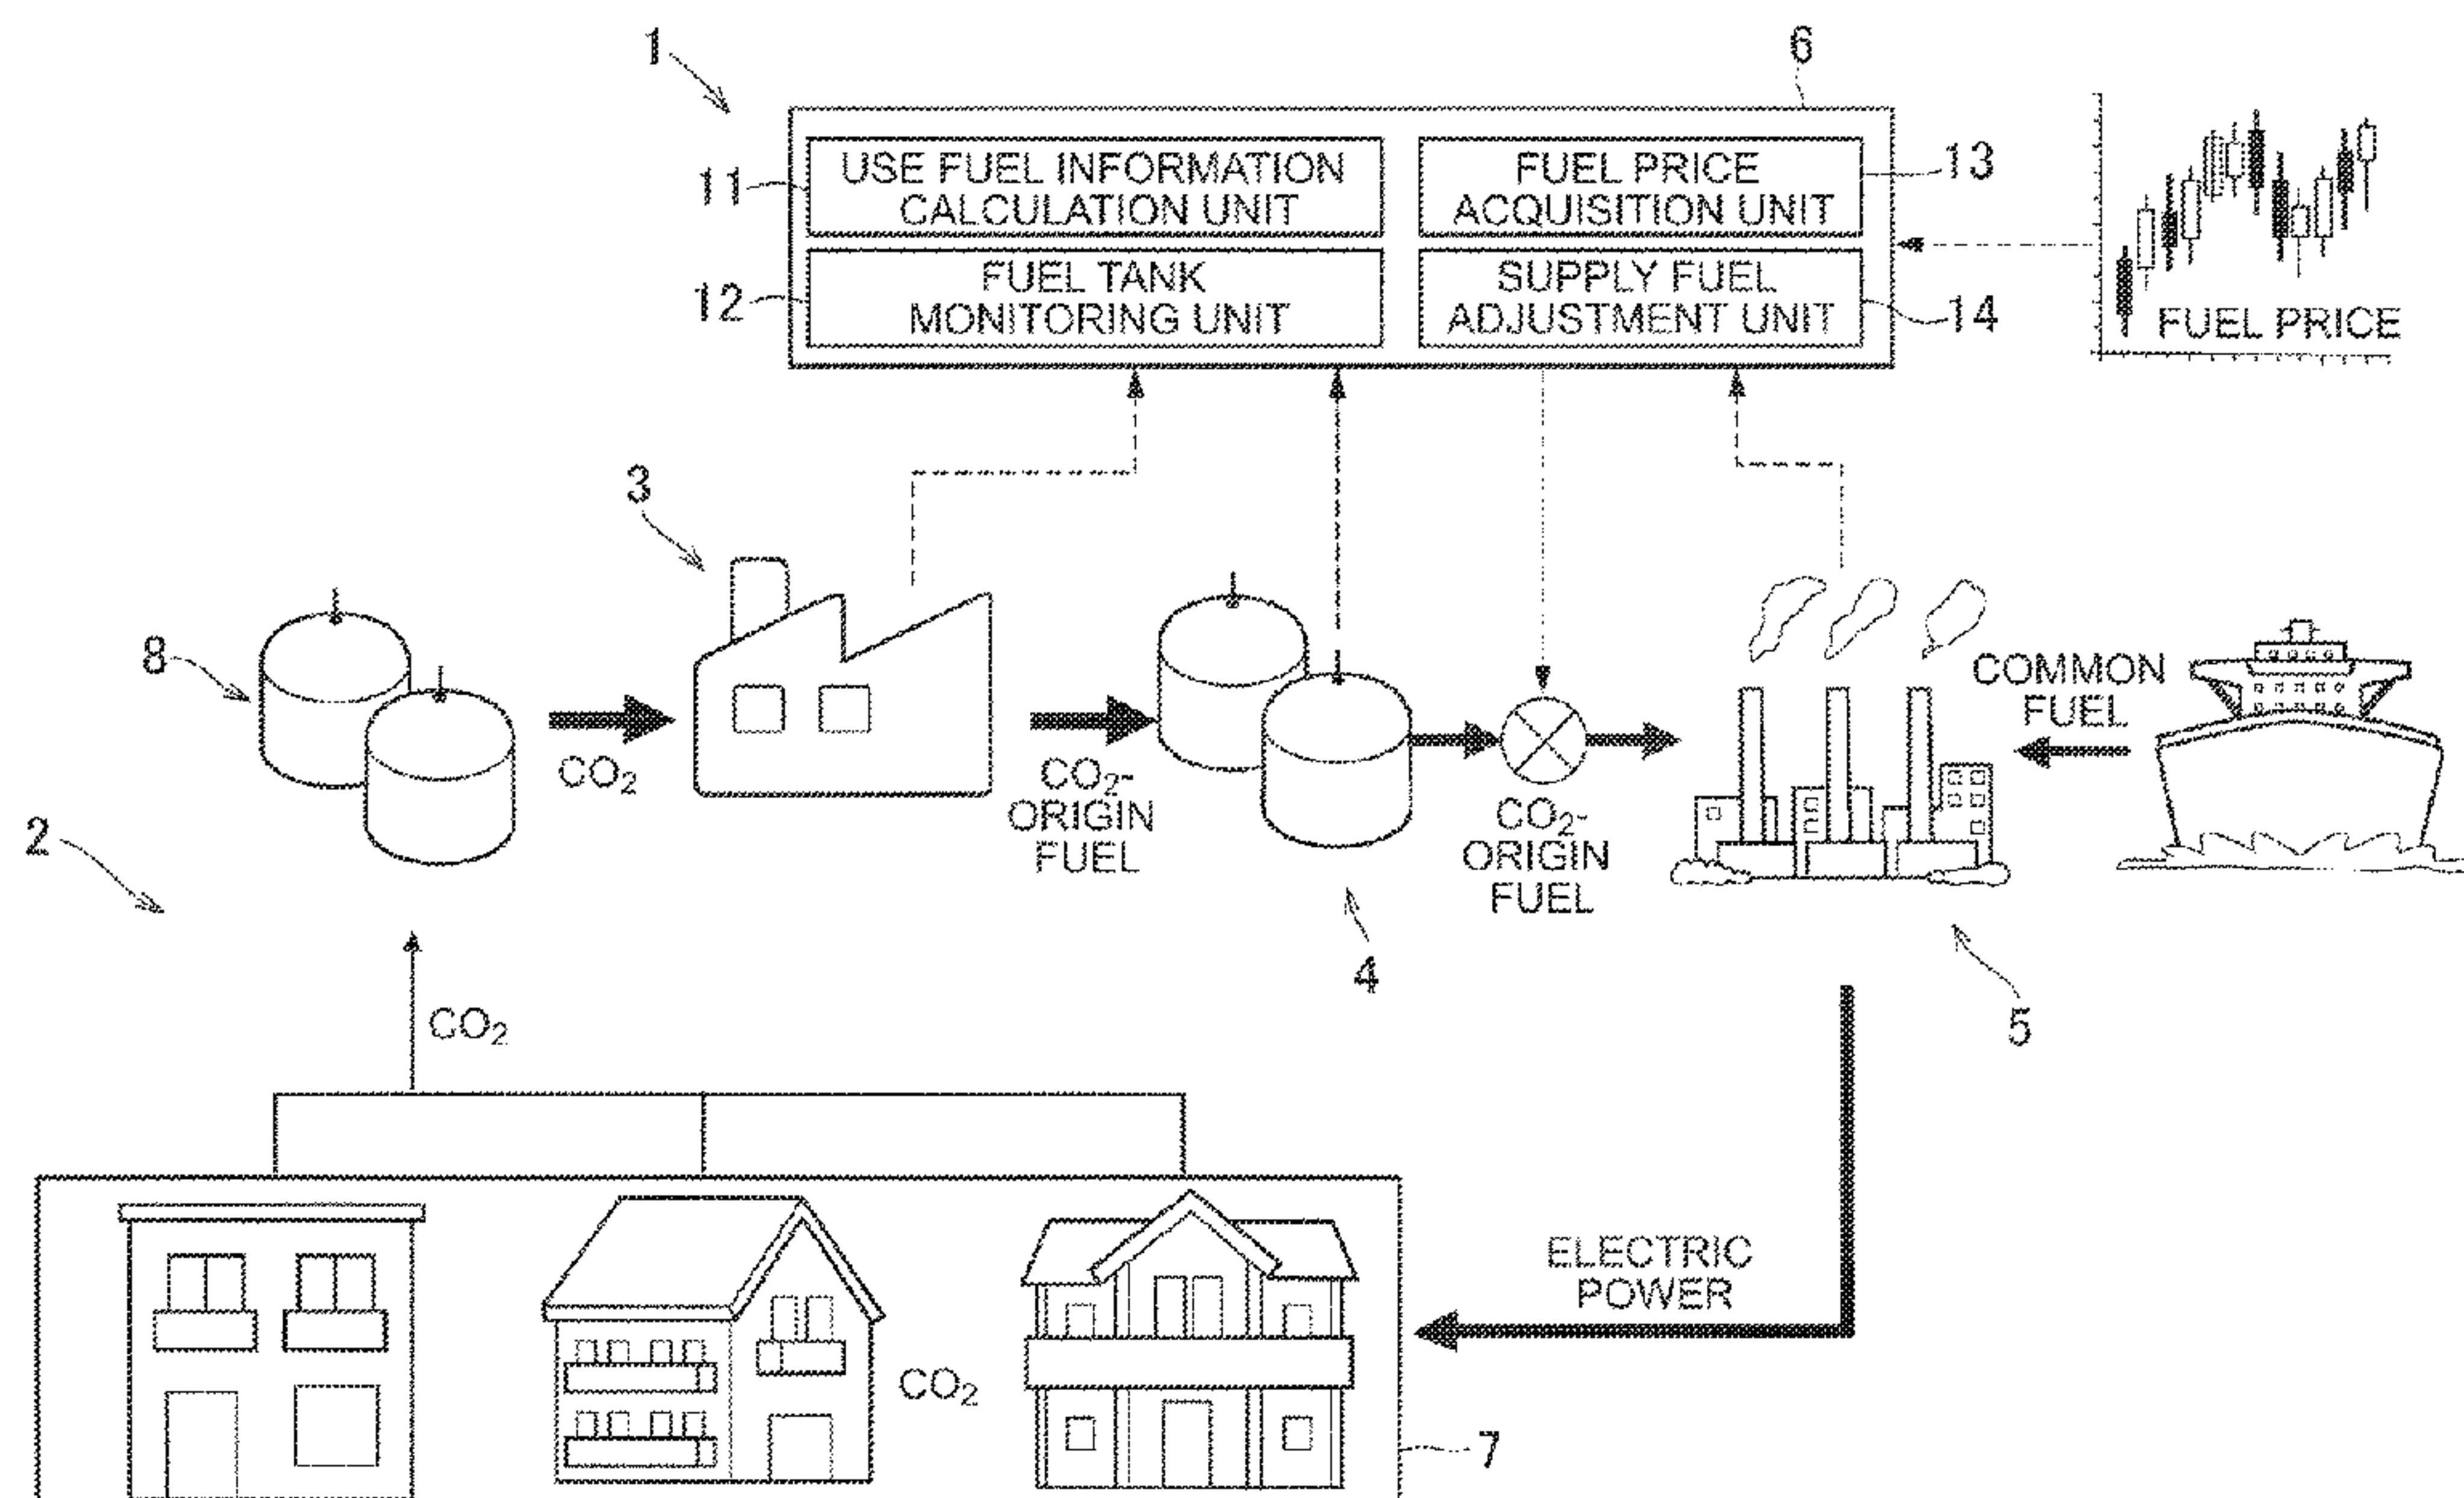 1
6
11
USE FUEL INFORMATION
CALCULATION UNIT
FUEL PRICE
ACQUISITION UNIT
13
12
FUEL TANK
MONITORING UNIT
SUPPLY FUEL
ADJUSTMENT UNIT
14
FUEL PRICE
3
8
CO₂
CO₂-
ORIGIN
FUEL
CO₂-
ORIGIN
FUEL
COMMON
FUEL
2
4
5
CO₂
ELECTRIC
POWER
CO₂
7